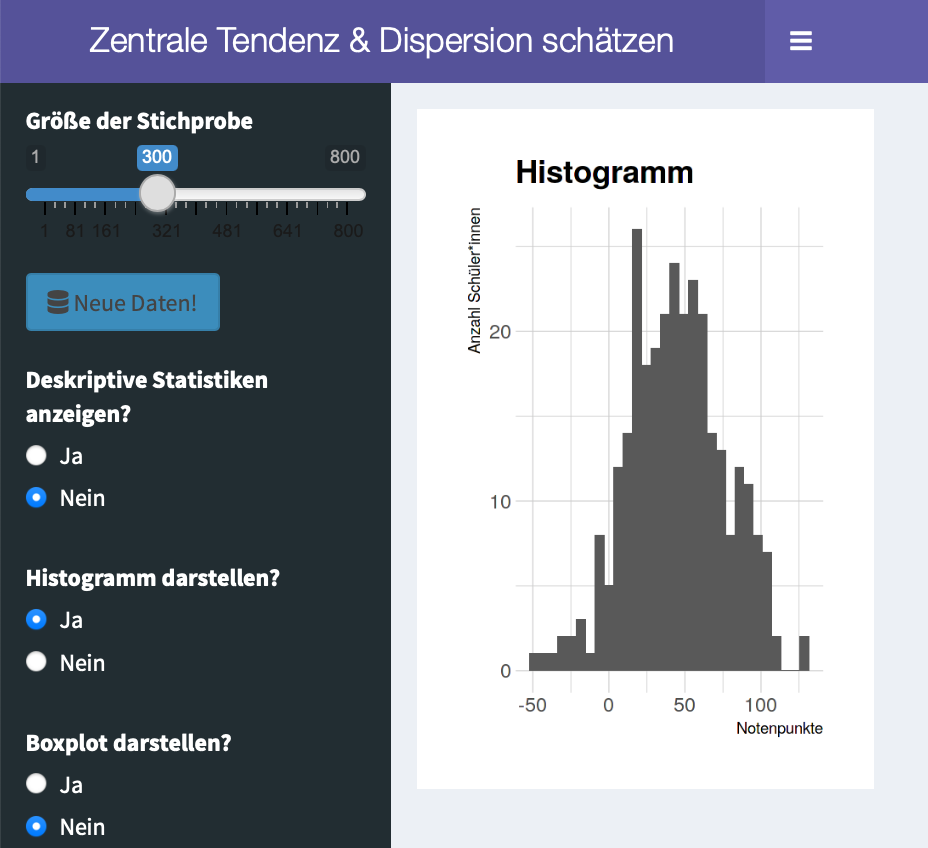 Zentrale Tendenz & Dispersion schätzen
Größe der Stichprobe
1 300 800
1 81 161 321 481 641 800
Neue Daten!
Deskriptive Statistiken
anzeigen?
Ja
Nein
Histogramm darstellen?
Ja
Nein
Boxplot darstellen?
Ja
Nein
Histogramm
Anzahl Schüler*innen
20
10
0
-50 0 50 100
Notenpunkte